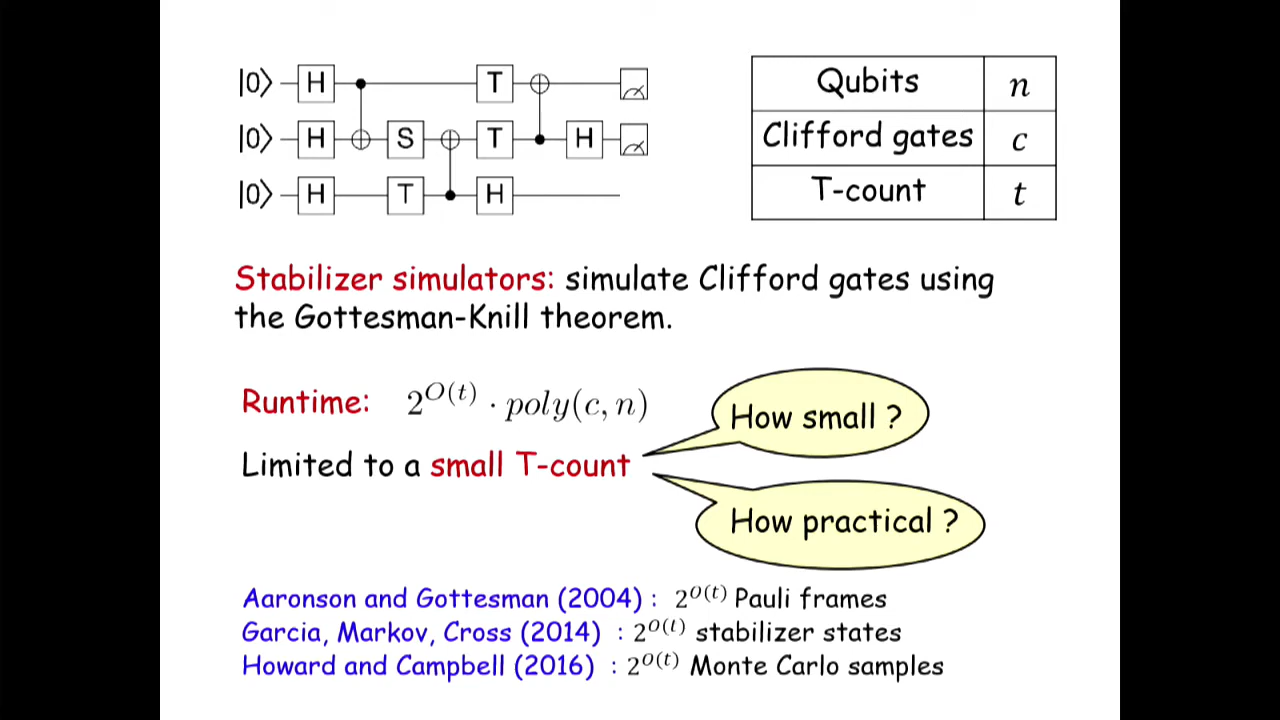 |0⟩ H T
|0⟩ H S T H
|0⟩ H T H
Qubits n
Clifford gates c
T-count t
Stabilizer simulators: simulate Clifford gates using
the Gottesman-Knill theorem.
Runtime: 2^{O(t)} · poly(c, n)
How small ?
Limited to a small T-count
How practical ?
Aaronson and Gottesman (2004) : 2^{O(t)} Pauli frames
Garcia, Markov, Cross (2014) : 2^{O(t)} stabilizer states
Howard and Campbell (2016) : 2^{O(t)} Monte Carlo samples